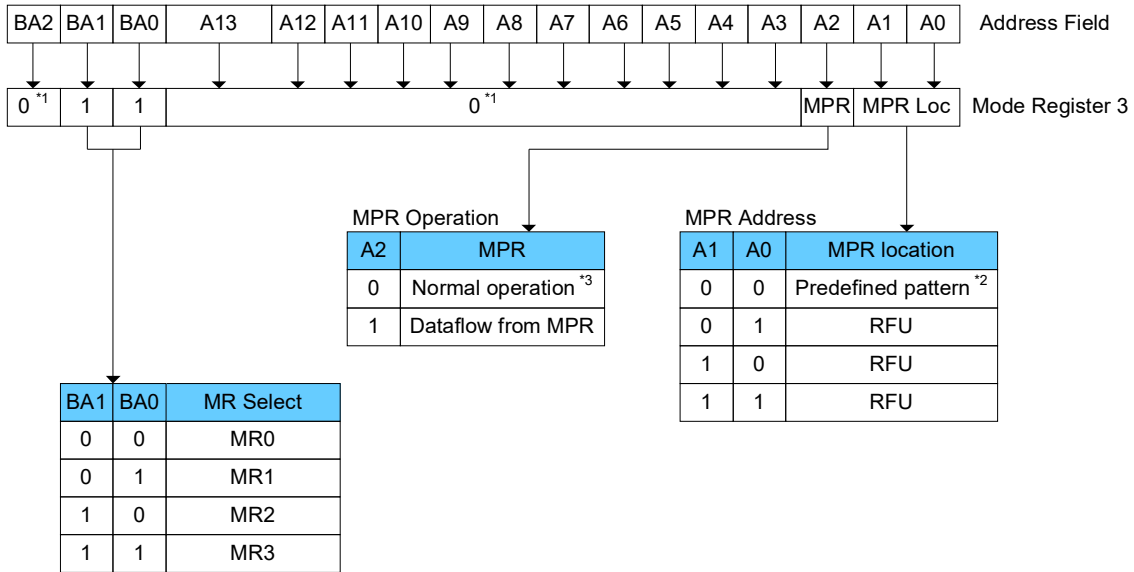 BA2 BA1 BA0 A13 A12 A11 A10 A9 A8 A7 A6 A5 A4 A3 A2 A1 A0 Address Field
0 *1 1 1 0 *1 MPR MPR Loc Mode Register 3
MPR Operation
A2 MPR
0 Normal operation *3
1 Dataflow from MPR
MPR Address
A1 A0 MPR location
0 0 Predefined pattern *2
0 1 RFU
1 0 RFU
1 1 RFU
BA1 BA0 MR Select
0 0 MR0
0 1 MR1
1 0 MR2
1 1 MR3